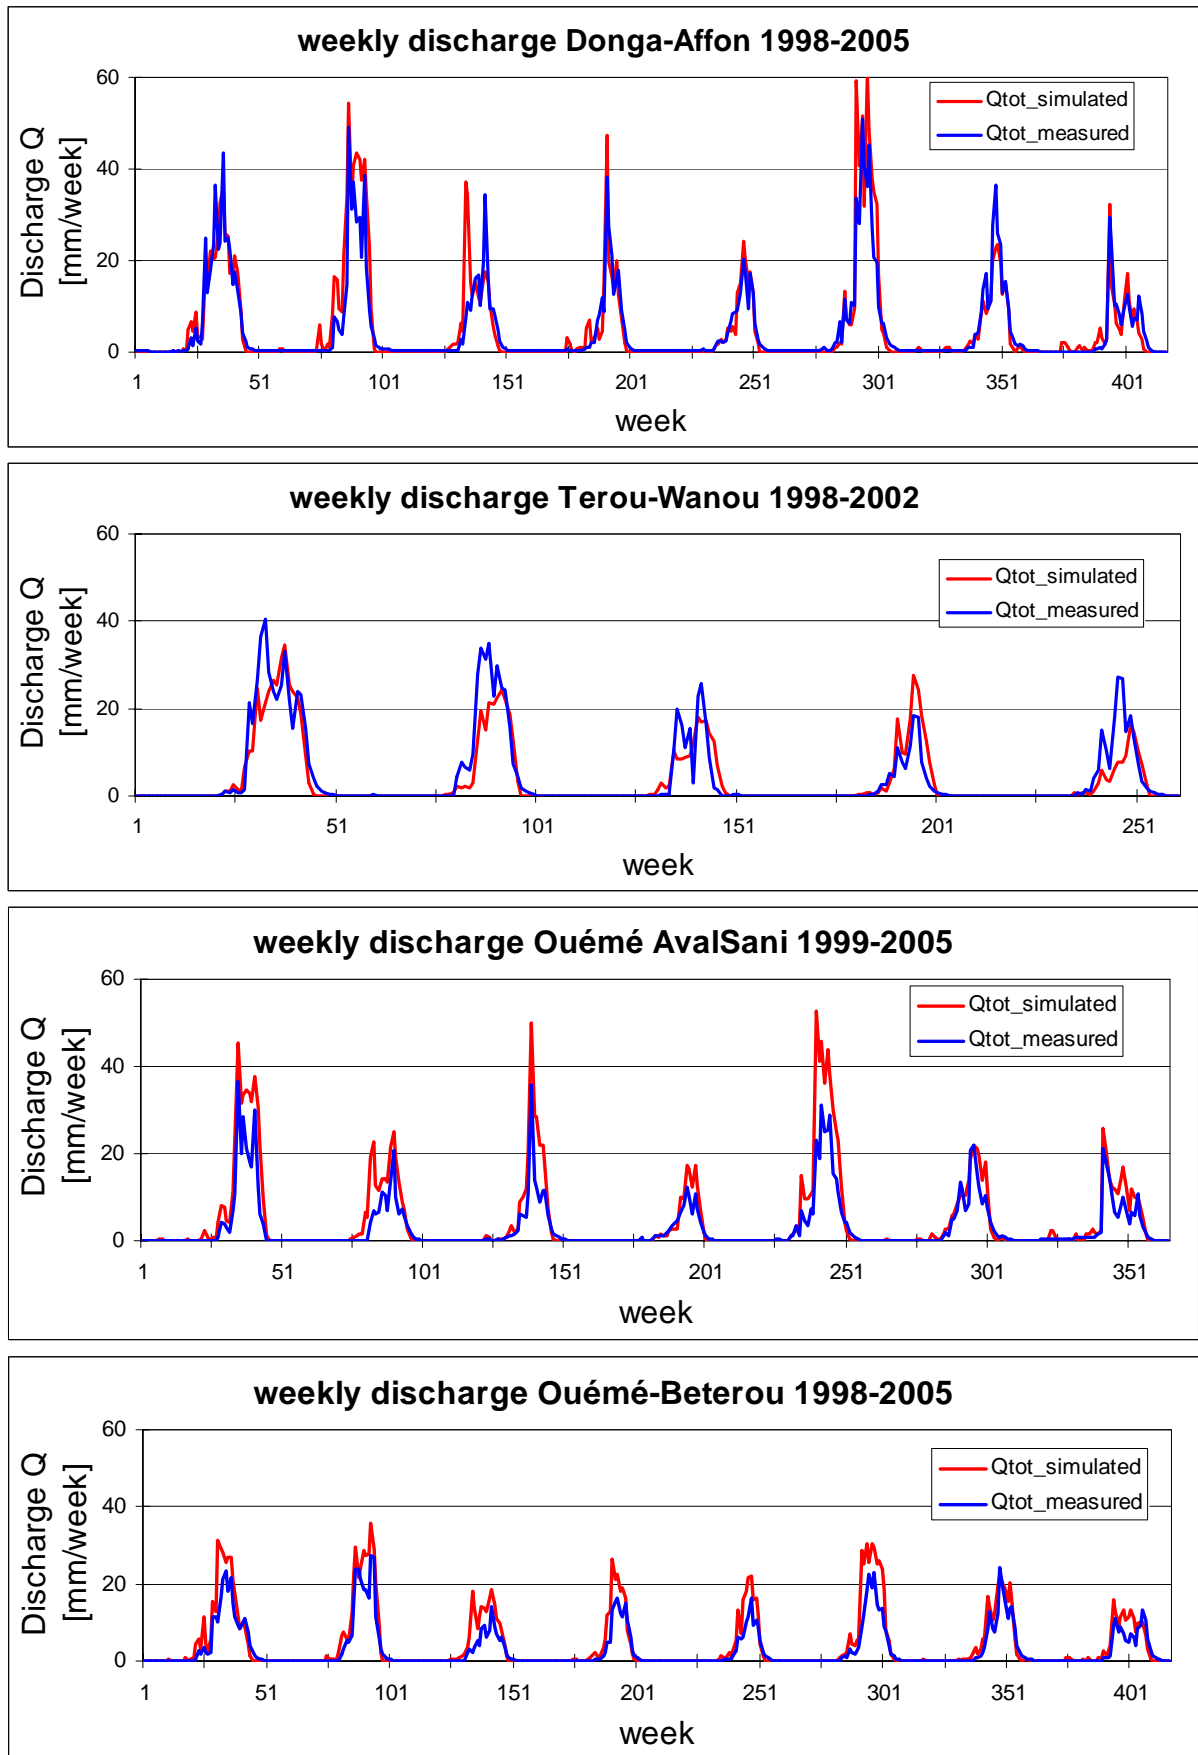 weekly discharge Donga-Affon 1998-2005
Discharge Q
[mm/week]
60
40
20
0
Qtot_simulated
Qtot_measured
1 51 101 151 201 251 301 351 401
week
weekly discharge Terou-Wanou 1998-2002
Discharge Q
[mm/week]
60
40
20
0
Qtot_simulated
Qtot_measured
1 51 101 151 201 251
week
weekly discharge Ouémé AvalSani 1999-2005
Discharge Q
[mm/week]
60
40
20
0
Qtot_simulated
Qtot_measured
1 51 101 151 201 251 301 351
week
weekly discharge Ouémé-Beterou 1998-2005
Discharge Q
[mm/week]
60
40
20
0
Qtot_simulated
Qtot_measured
1 51 101 151 201 251 301 351 401
week